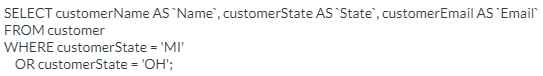 SELECT customerName AS `Name`, customerState AS `State`, customerEmail AS `Email`
FROM customer
WHERE customerState = 'MI'
OR customerState = 'OH';